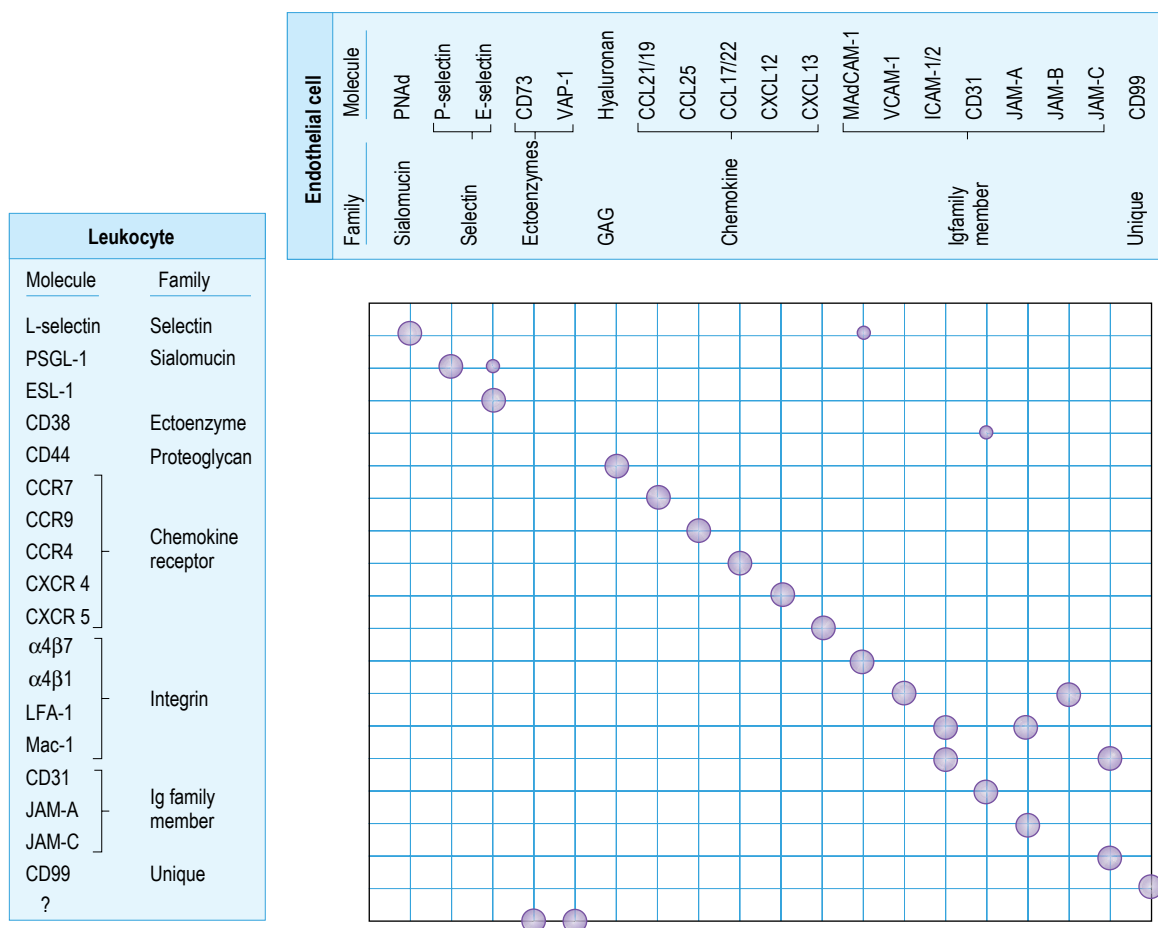 Endothelial cell
Molecule
PNAd
P-selectin
E-selectin
CD73
VAP-1
Hyaluronan
CCL21/19
CCL25
CCL17/22
CXCL12
CXCL13
MAdCAM-1
VCAM-1
ICAM-1/2
CD31
JAM-A
JAM-B
JAM-C
CD99
Family
Sialomucin
Selectin
Ectoenzymes
GAG
Chemokine
Igfamily
member
Unique
Leukocyte
Molecule Family
L-selectin Selectin
PSGL-1 Sialomucin
ESL-1
CD38 Ectoenzyme
CD44 Proteoglycan
CCR7
CCR9
CCR4
CXCR 4
CXCR 5
Chemokine
receptor
α4β7
α4β1
LFA-1
Mac-1
Integrin
CD31
JAM-A
JAM-C
Ig family
member
CD99 Unique
?